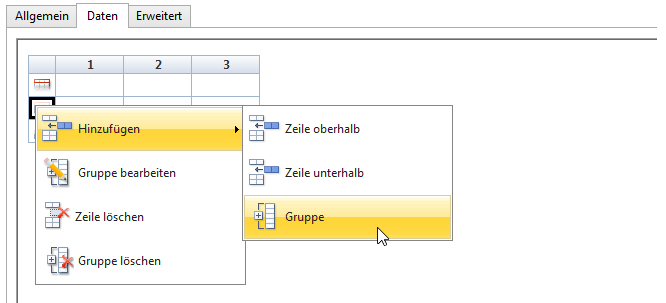 Allgemein Daten Erweitert
1 2 3
Hinzufügen
Gruppe bearbeiten
Zeile löschen
Gruppe löschen
Zeile oberhalb
Zeile unterhalb
Gruppe